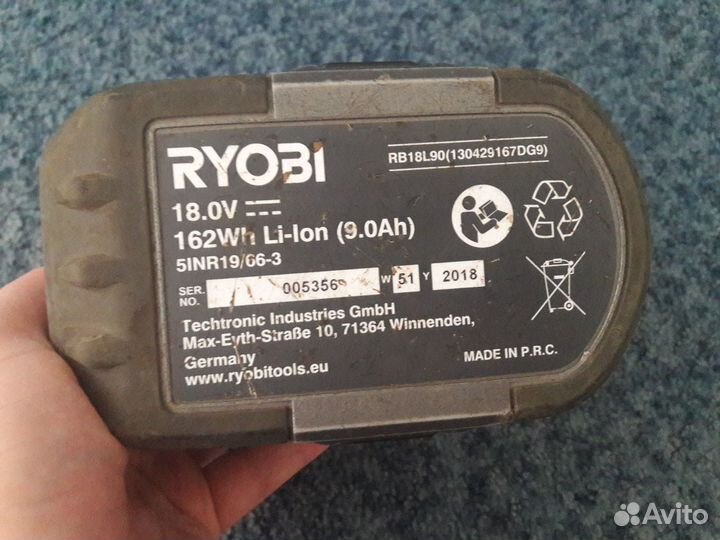 RYOBI
RB18L90(130429167DG9)
18.0V
162Wh Li-Ion (9.0Ah)
5INR19/66-3
SER. NO. 005356 W 51 Y 2018
Techtronic Industries GmbH
Max-Eyth-Straße 10, 71364 Winnenden,
Germany
www.ryobitools.eu
MADE IN P.R.C.
Avito